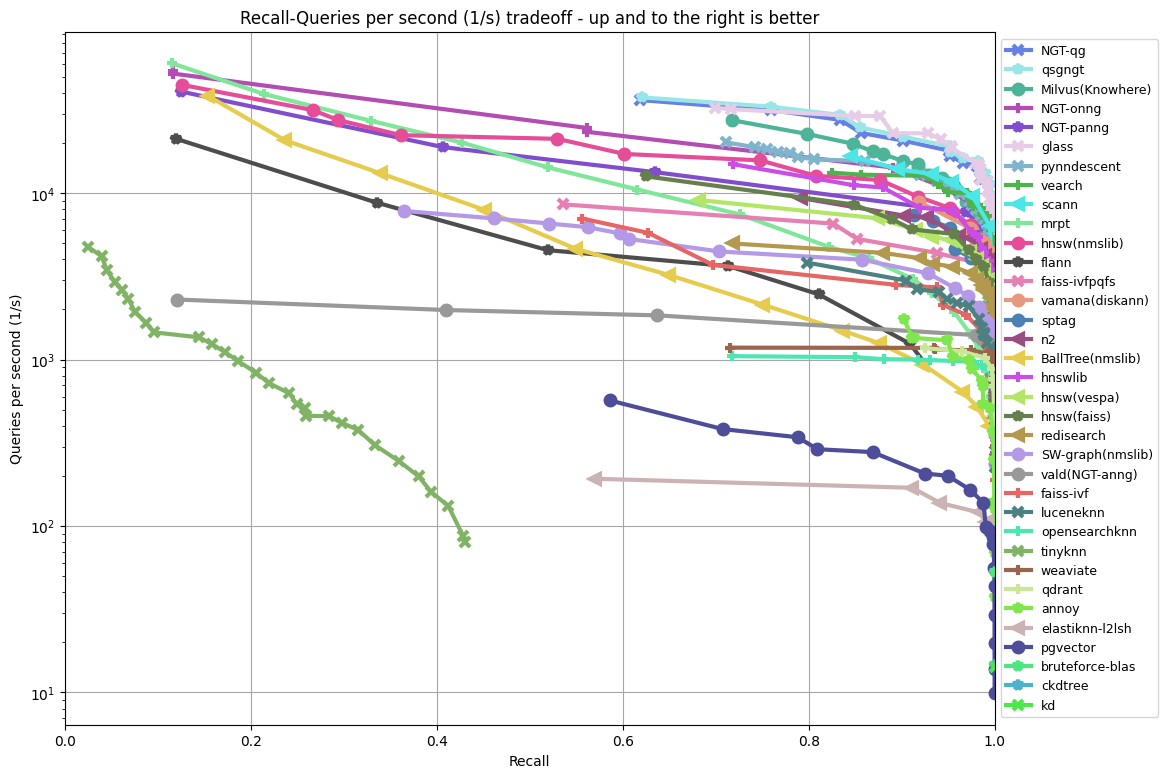 Recall-Queries per second (1/s) tradeoff - up and to the right is better
Queries per second (1/s)
10⁴
10³
10²
10¹
0.0
0.2
0.4
0.6
0.8
1.0
Recall
NGT-qg
qsgngt
Milvus(Knowhere)
NGT-onng
NGT-panng
glass
pynndescent
vearch
scann
mrpt
hnsw(nmslib)
flann
faiss-ivfpqfs
vamana(diskann)
sptag
n2
BallTree(nmslib)
hnswlib
hnsw(vespa)
hnsw(faiss)
redisearch
SW-graph(nmslib)
vald(NGT-anng)
faiss-ivf
luceneknn
opensearchknn
tinyknn
weaviate
qdrant
annoy
elastiknn-l2lsh
pgvector
bruteforce-blas
ckdtree
kd